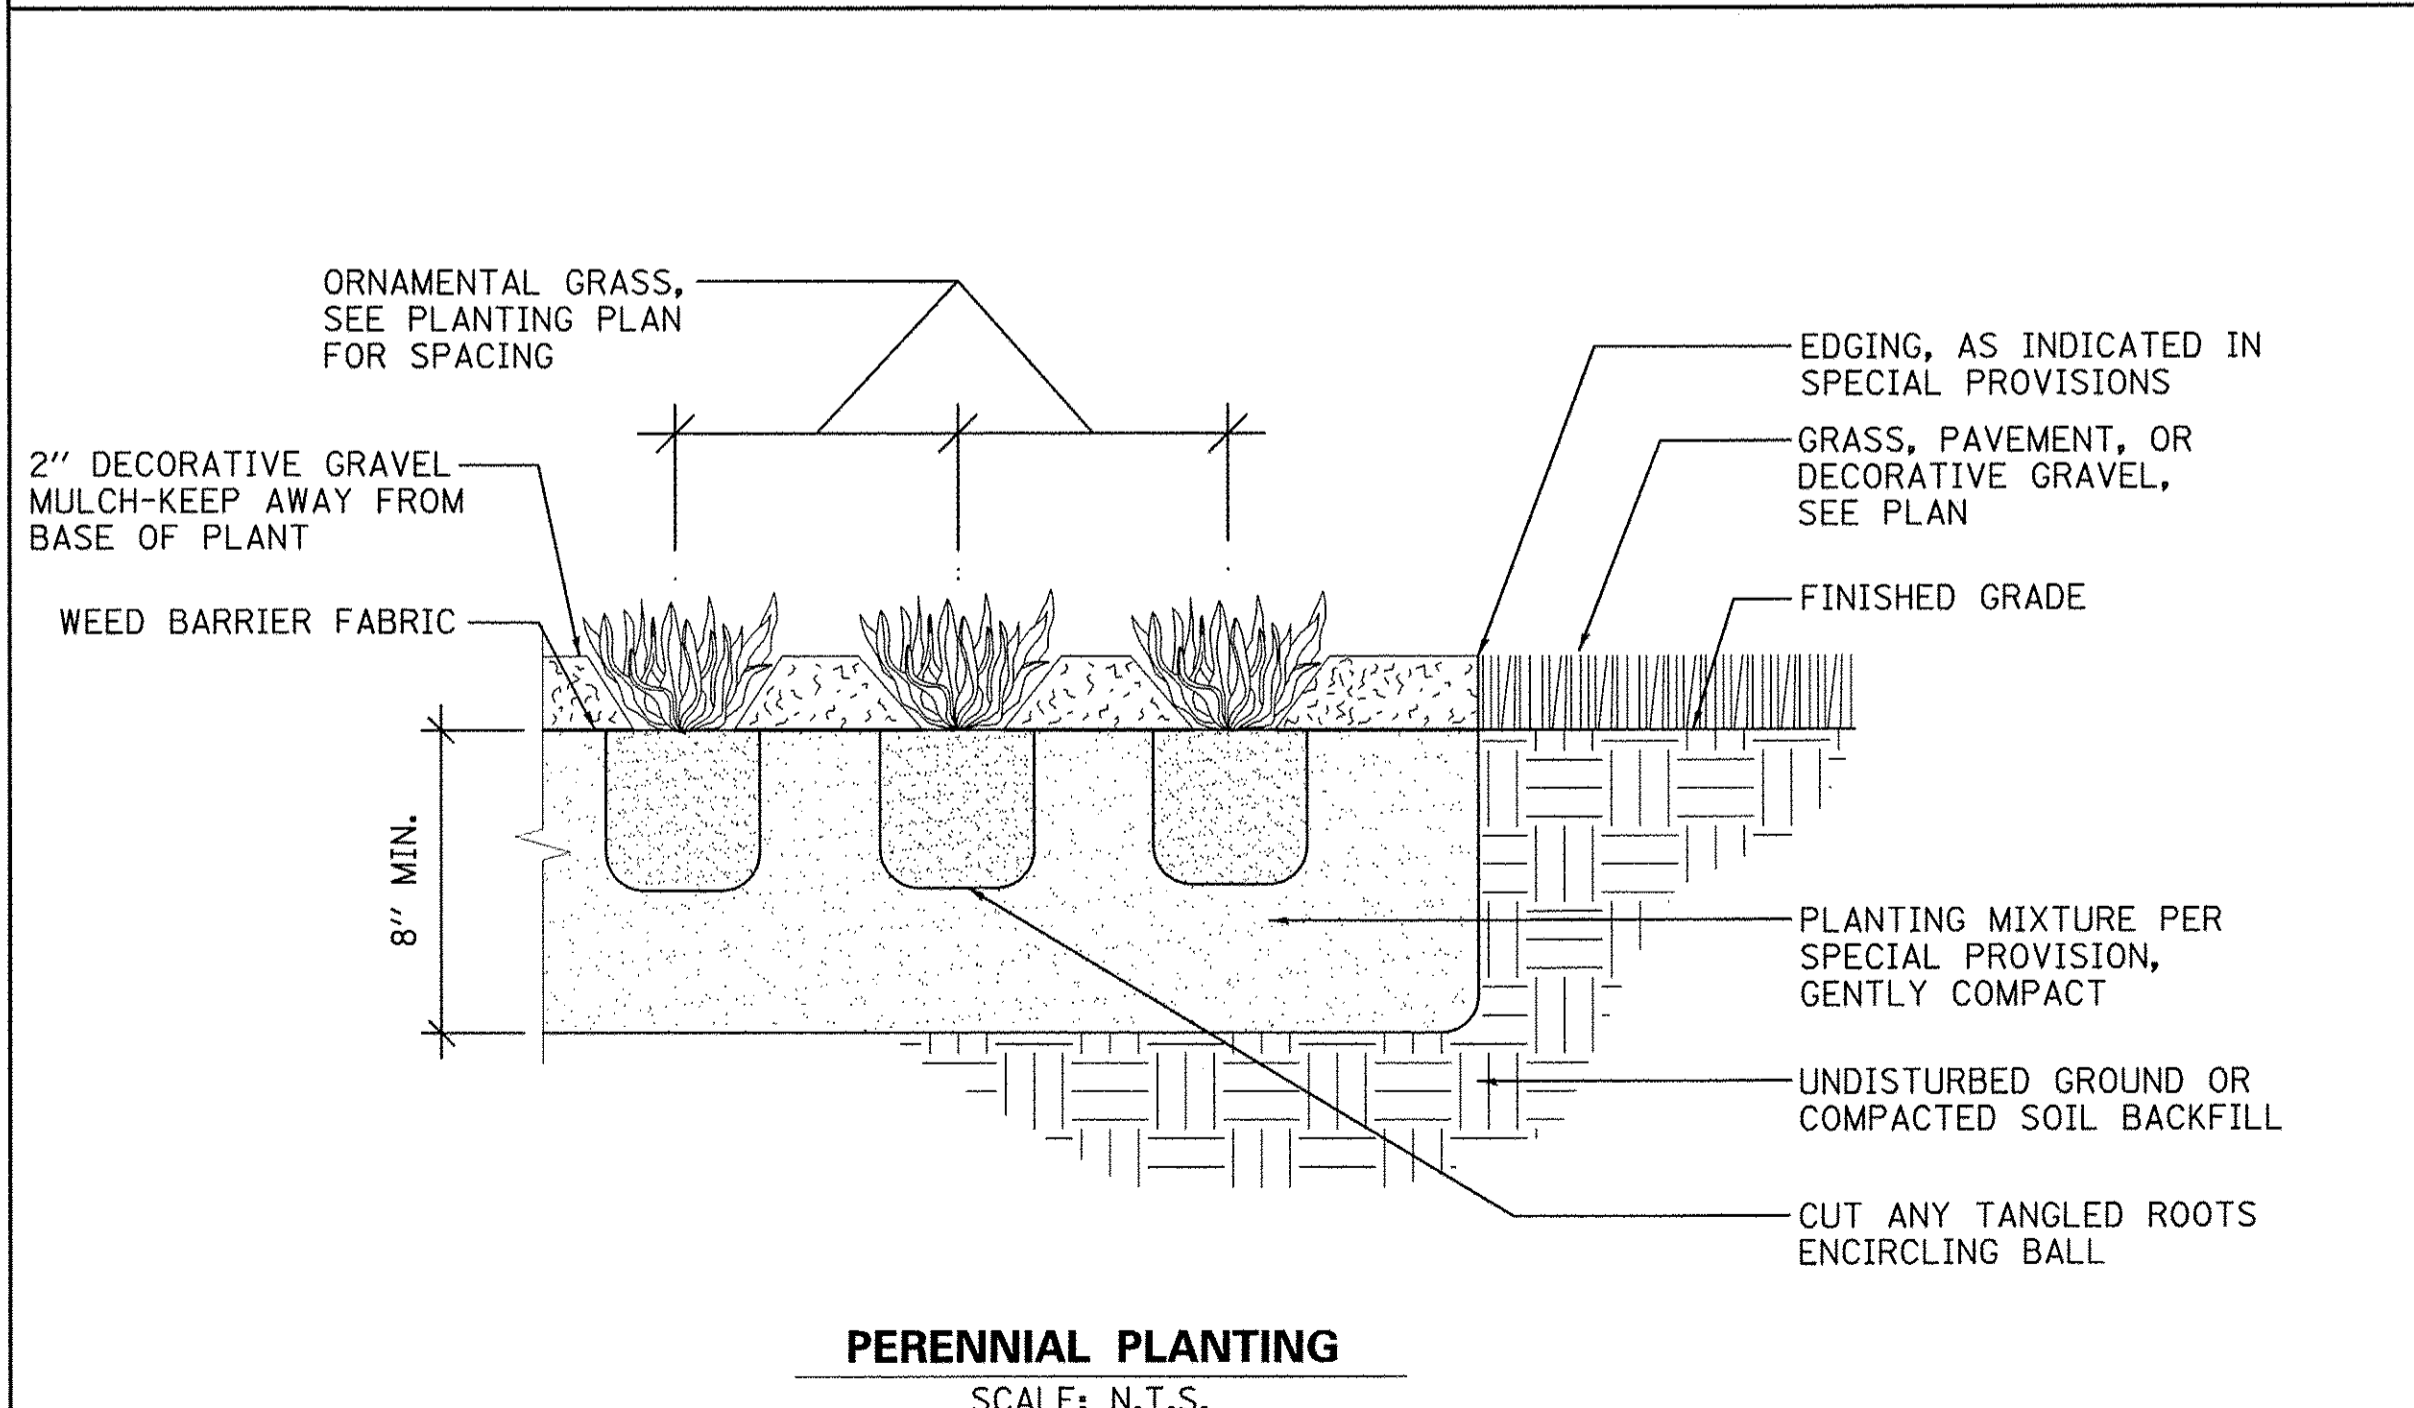 ORNAMENTAL GRASS,
SEE PLANTING PLAN
FOR SPACING
2" DECORATIVE GRAVEL
MULCH-KEEP AWAY FROM
BASE OF PLANT
WEED BARRIER FABRIC
8" MIN.
EDGING, AS INDICATED IN
SPECIAL PROVISIONS
GRASS, PAVEMENT, OR
DECORATIVE GRAVEL,
SEE PLAN
FINISHED GRADE
PLANTING MIXTURE PER
SPECIAL PROVISION,
GENTLY COMPACT
UNDISTURBED GROUND OR
COMPACTED SOIL BACKFILL
CUT ANY TANGLED ROOTS
ENCIRCLING BALL
PERENNIAL PLANTING
SCALE: N.T.S.